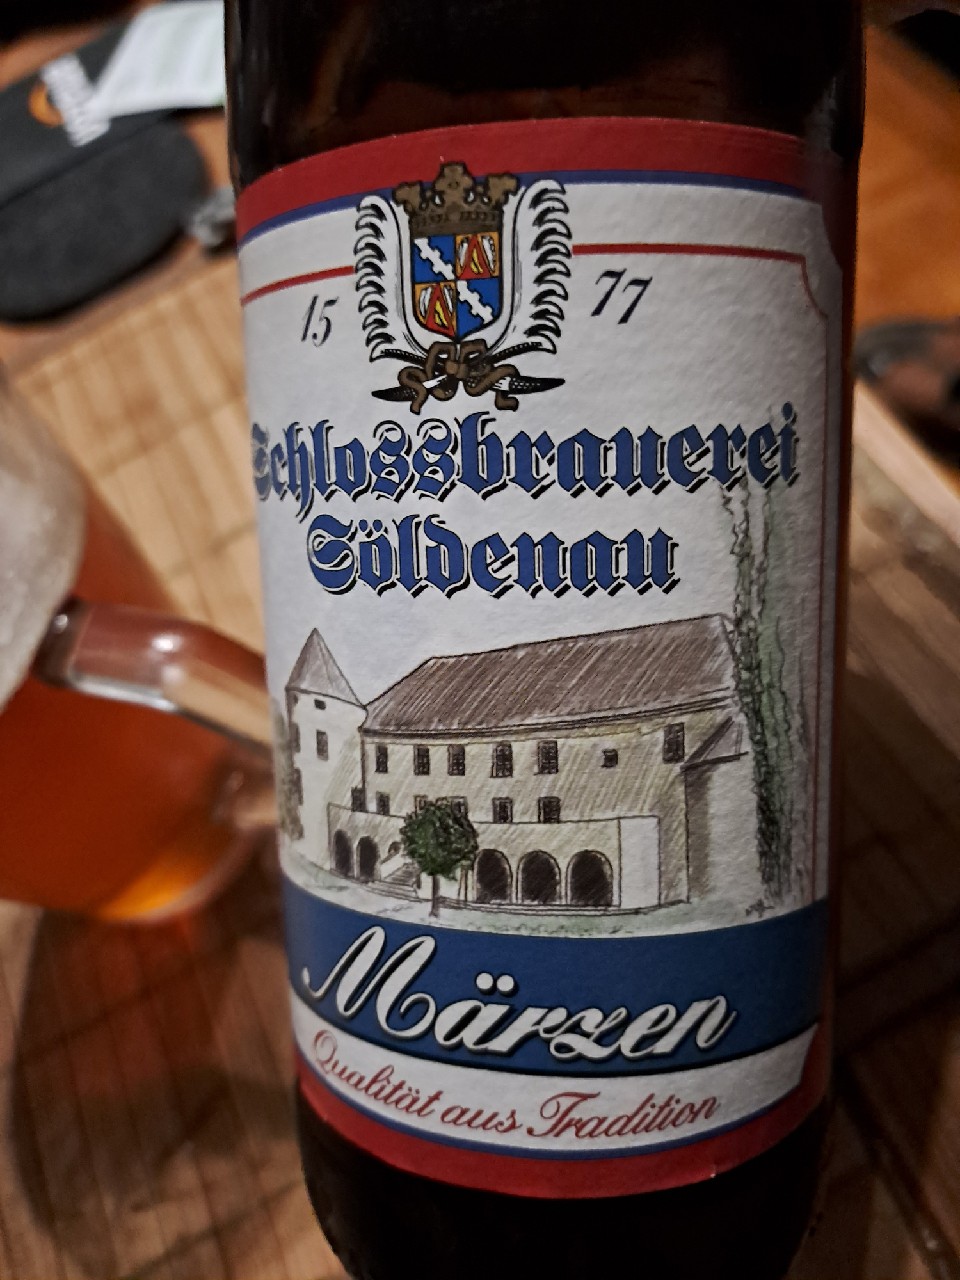 15 77
Schlossbrauerei
Söldenau
Märzen
Qualität aus Tradition